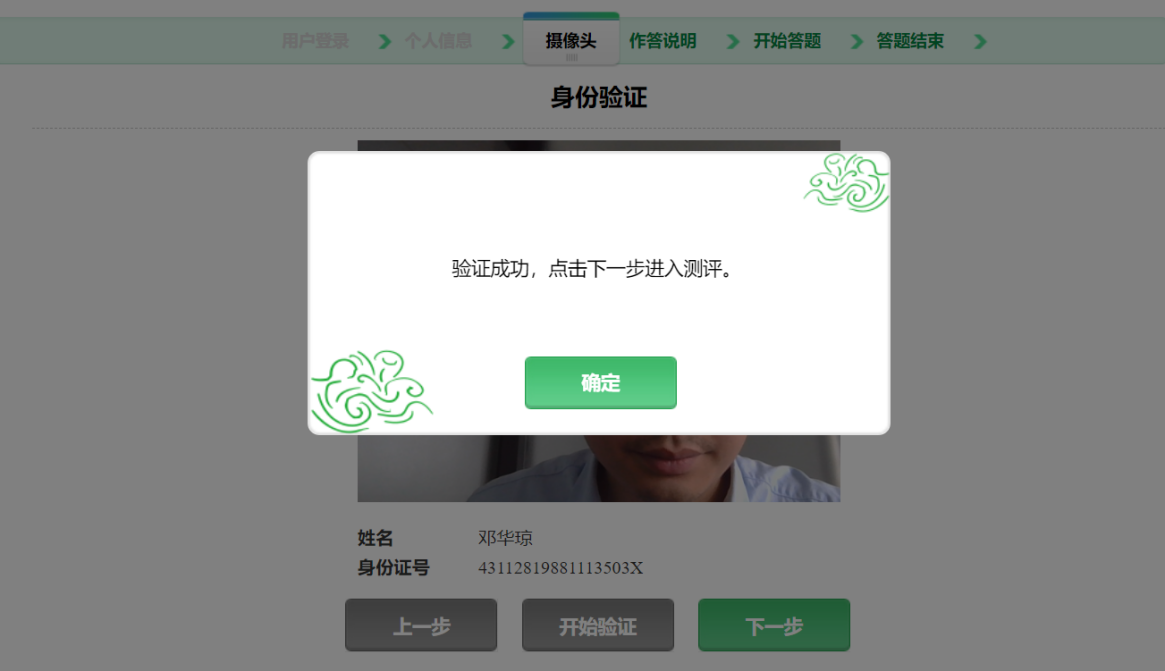 用户登录 个人信息 摄像头 作答说明 开始答题 答题结束
身份验证
验证成功，点击下一步进入测评。
确定
姓名 邓华琼
身份证号 43112819881113503X
上一步 开始验证 下一步